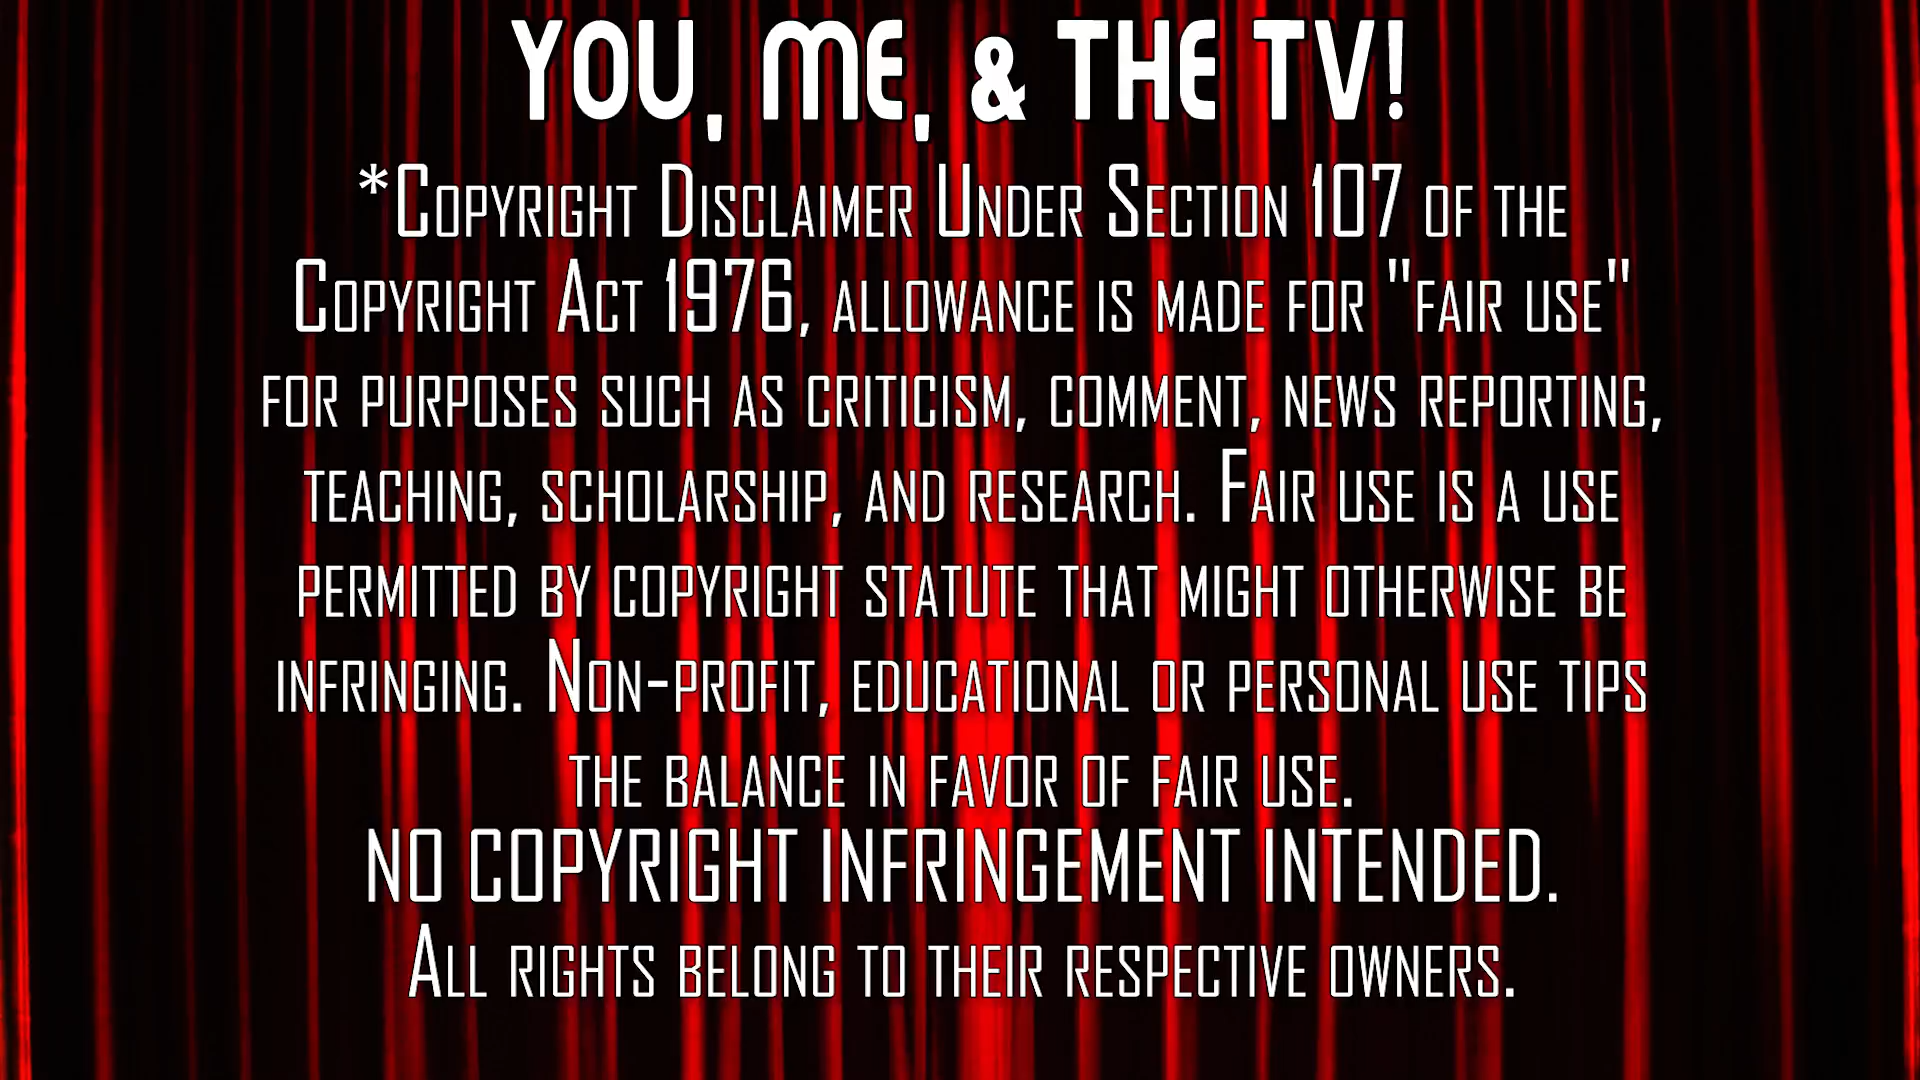 YOU, ME, & THE TV!
*Copyright Disclaimer Under Section 107 of the
Copyright Act 1976, allowance is made for "fair use"
for purposes such as criticism, comment, news reporting,
teaching, scholarship, and research. Fair use is a use
permitted by copyright statute that might otherwise be
infringing. Non-profit, educational or personal use tips
the balance in favor of fair use.
NO COPYRIGHT INFRINGEMENT INTENDED.
All rights belong to their respective owners.